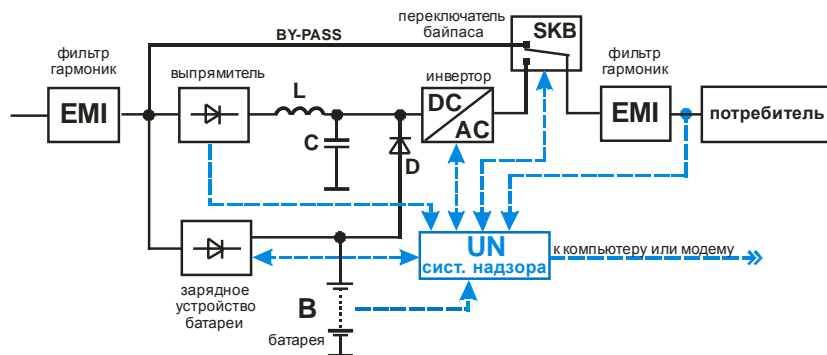 переключатель
байпаса
SKB
BY-PASS
фильтр
гармоник
EMI
выпрямитель
L
C
D
инвертор
DC
AC
фильтр
гармоник
EMI
потребитель
UN
сист. надзора
к компьютеру или модему
зарядное
устройство
батареи
B
батарея